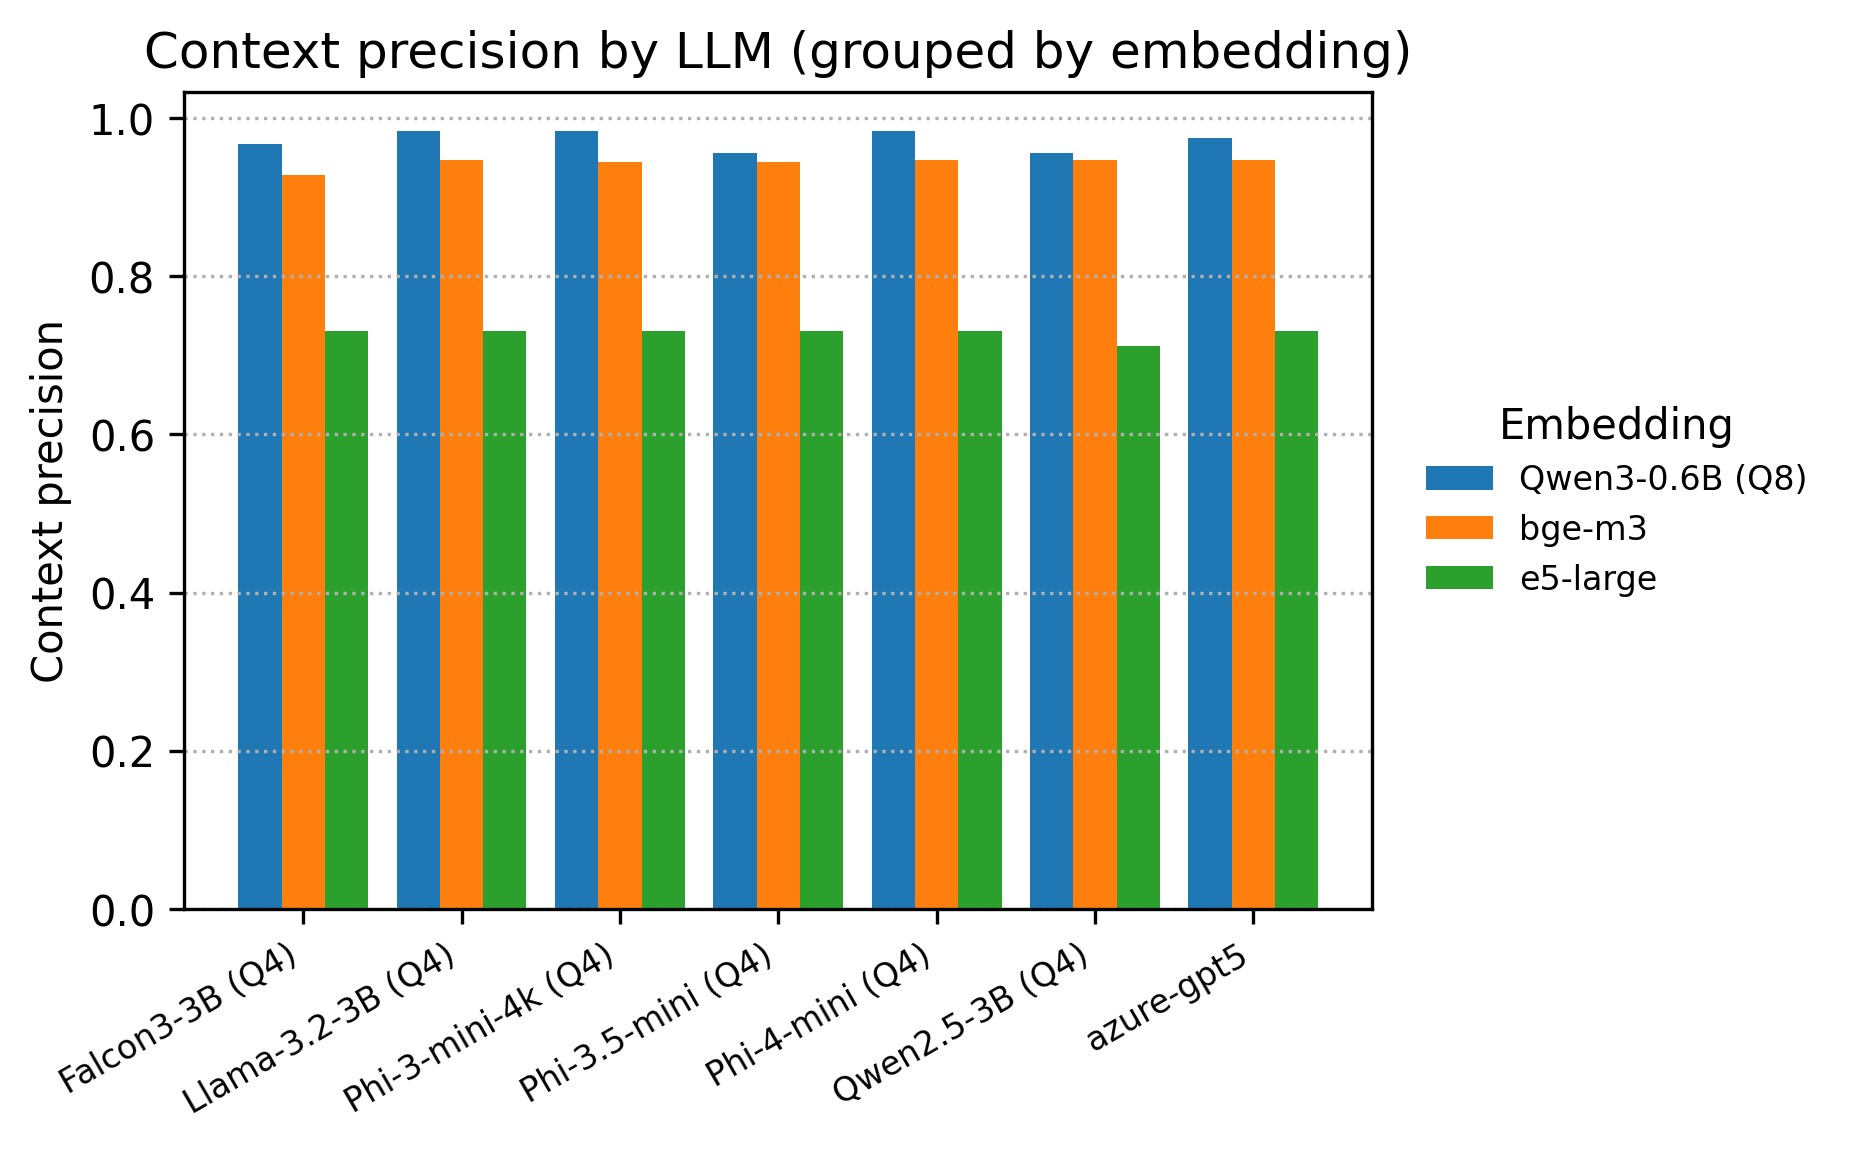 Context precision by LLM (grouped by embedding)
Context precision
1.0
0.8
0.6
0.4
0.2
0.0
Falcon3-3B (Q4)
Llama-3.2-3B (Q4)
Phi-3-mini-4k (Q4)
Phi-3.5-mini (Q4)
Phi-4-mini (Q4)
Qwen2.5-3B (Q4)
azure-gpt5
Embedding
Qwen3-0.6B (Q8)
bge-m3
e5-large